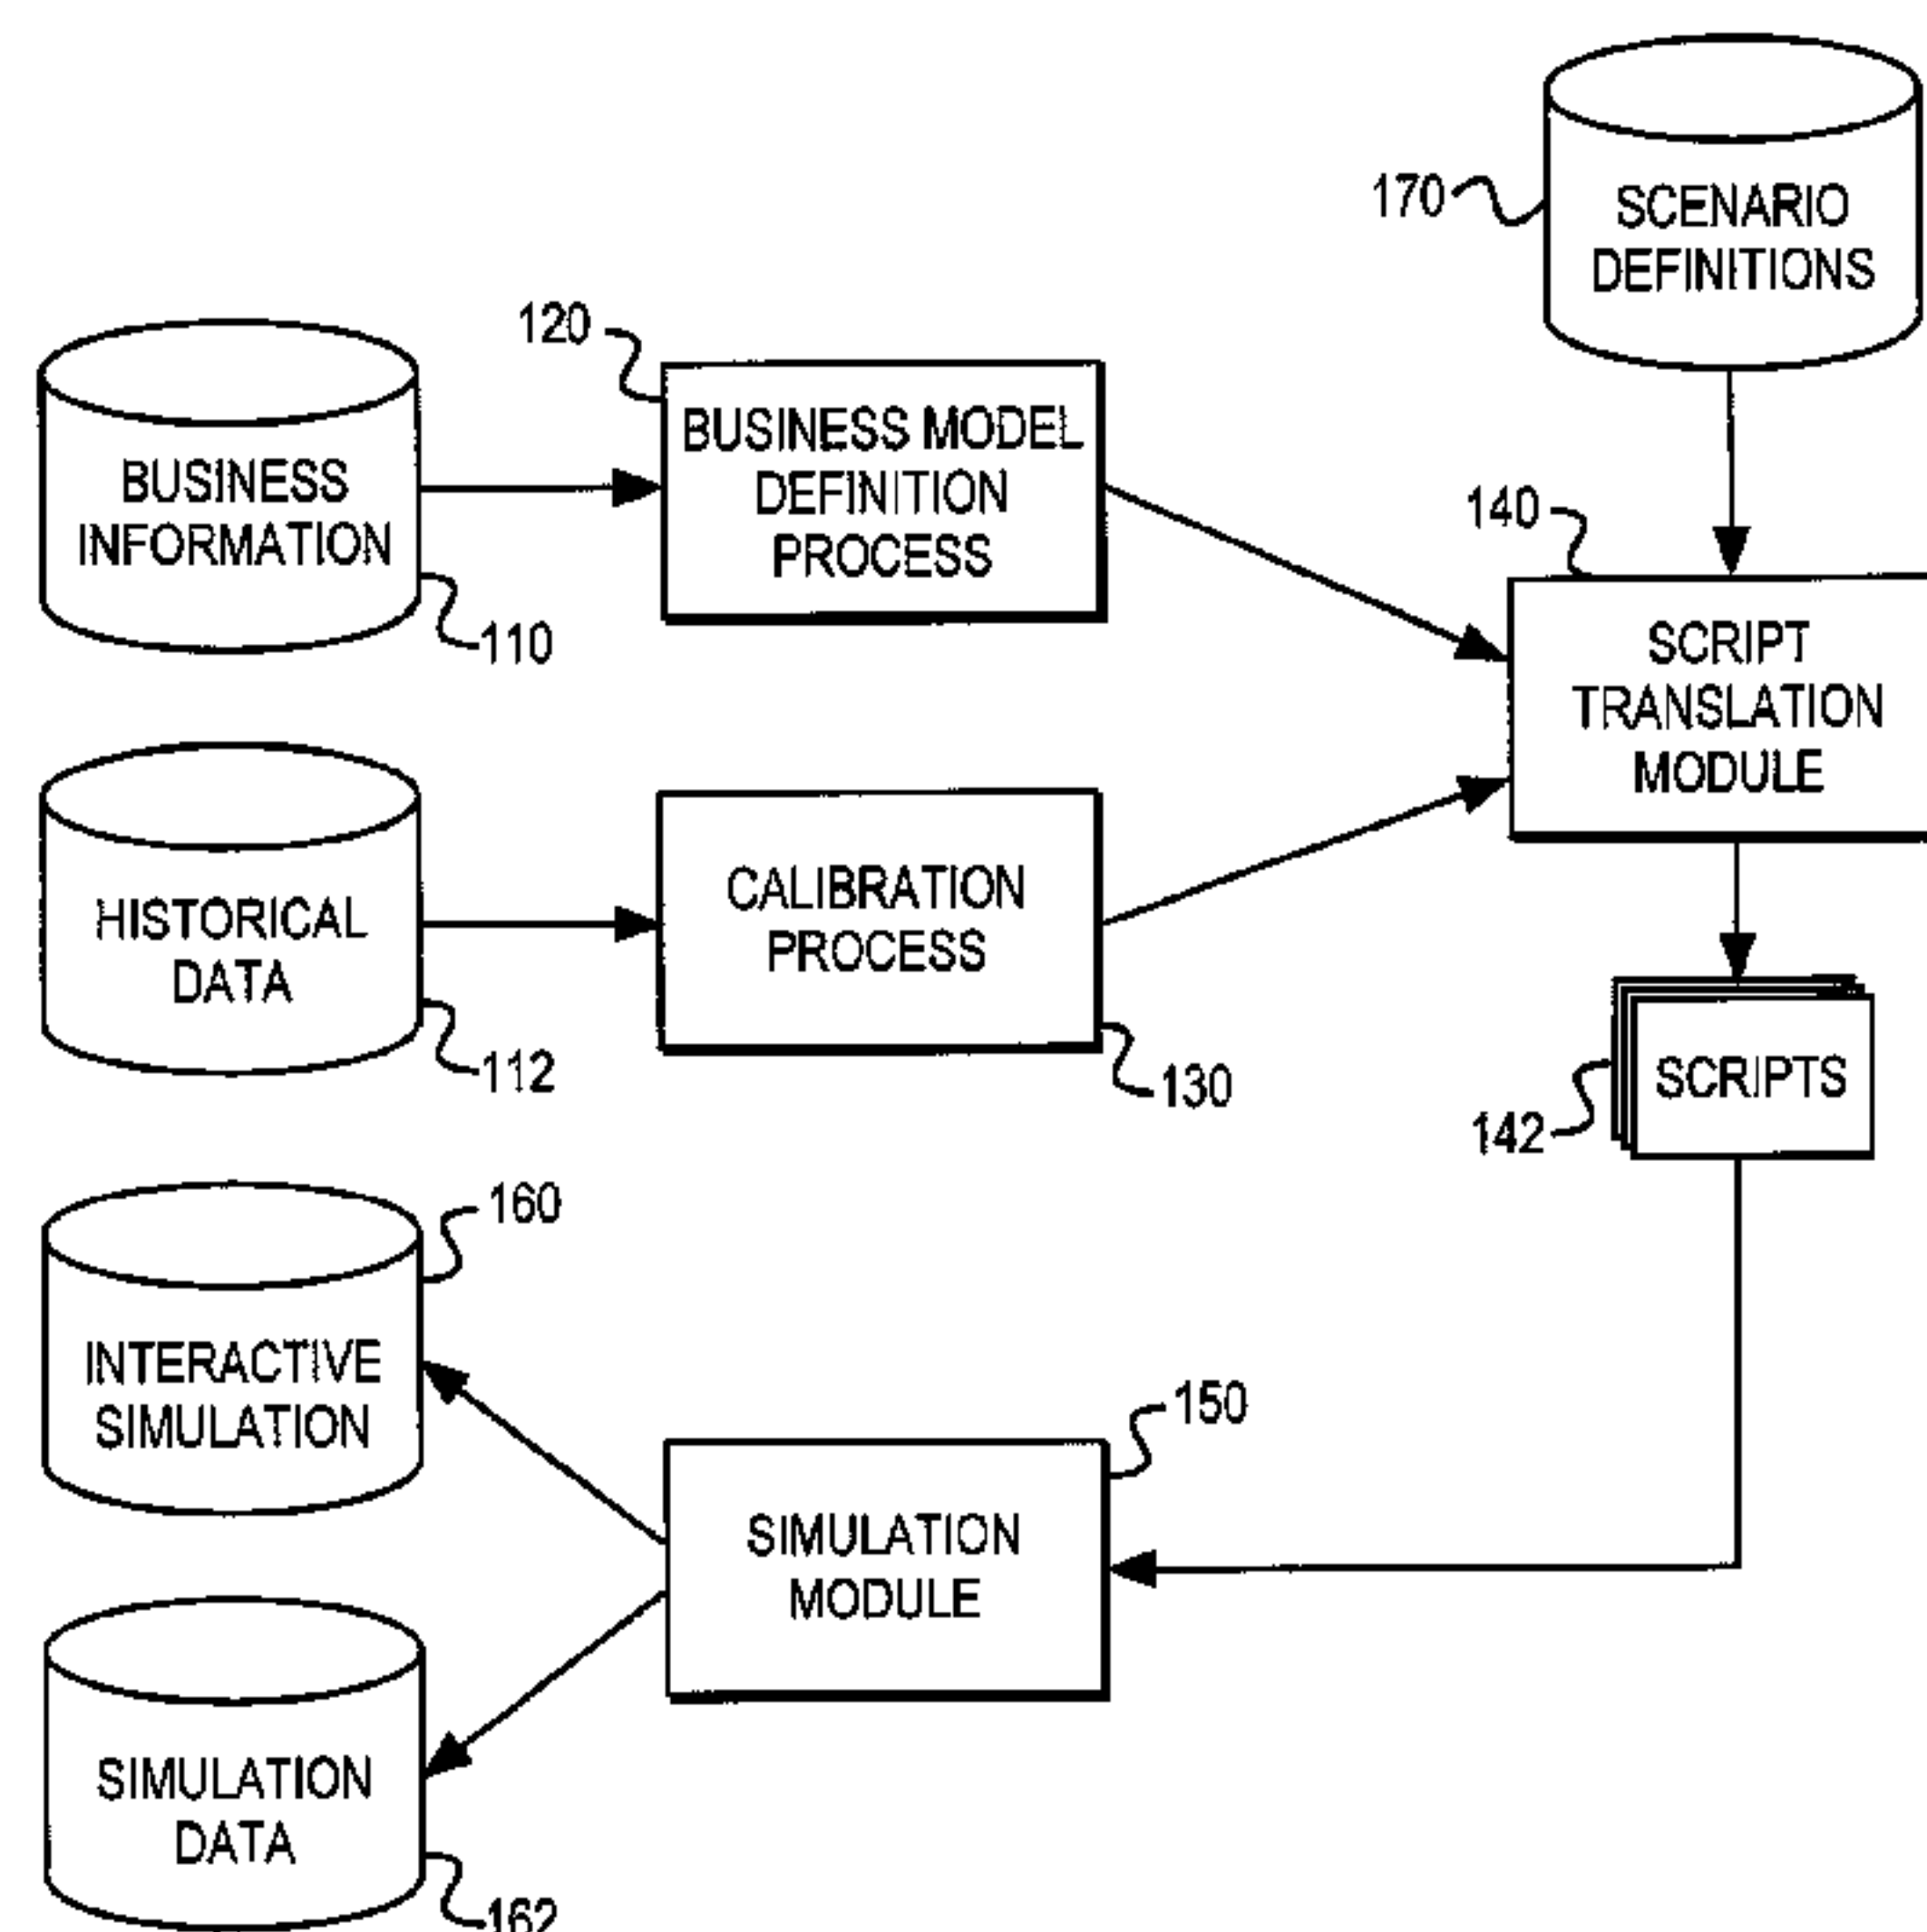 170
SCENARIO
DEFINITIONS
120
BUSINESS MODEL
DEFINITION
PROCESS
BUSINESS
INFORMATION
110
140
SCRIPT
TRANSLATION
MODULE
HISTORICAL
DATA
112
CALIBRATION
PROCESS
130
SCRIPTS
142
160
INTERACTIVE
SIMULATION
150
SIMULATION
MODULE
SIMULATION
DATA
162